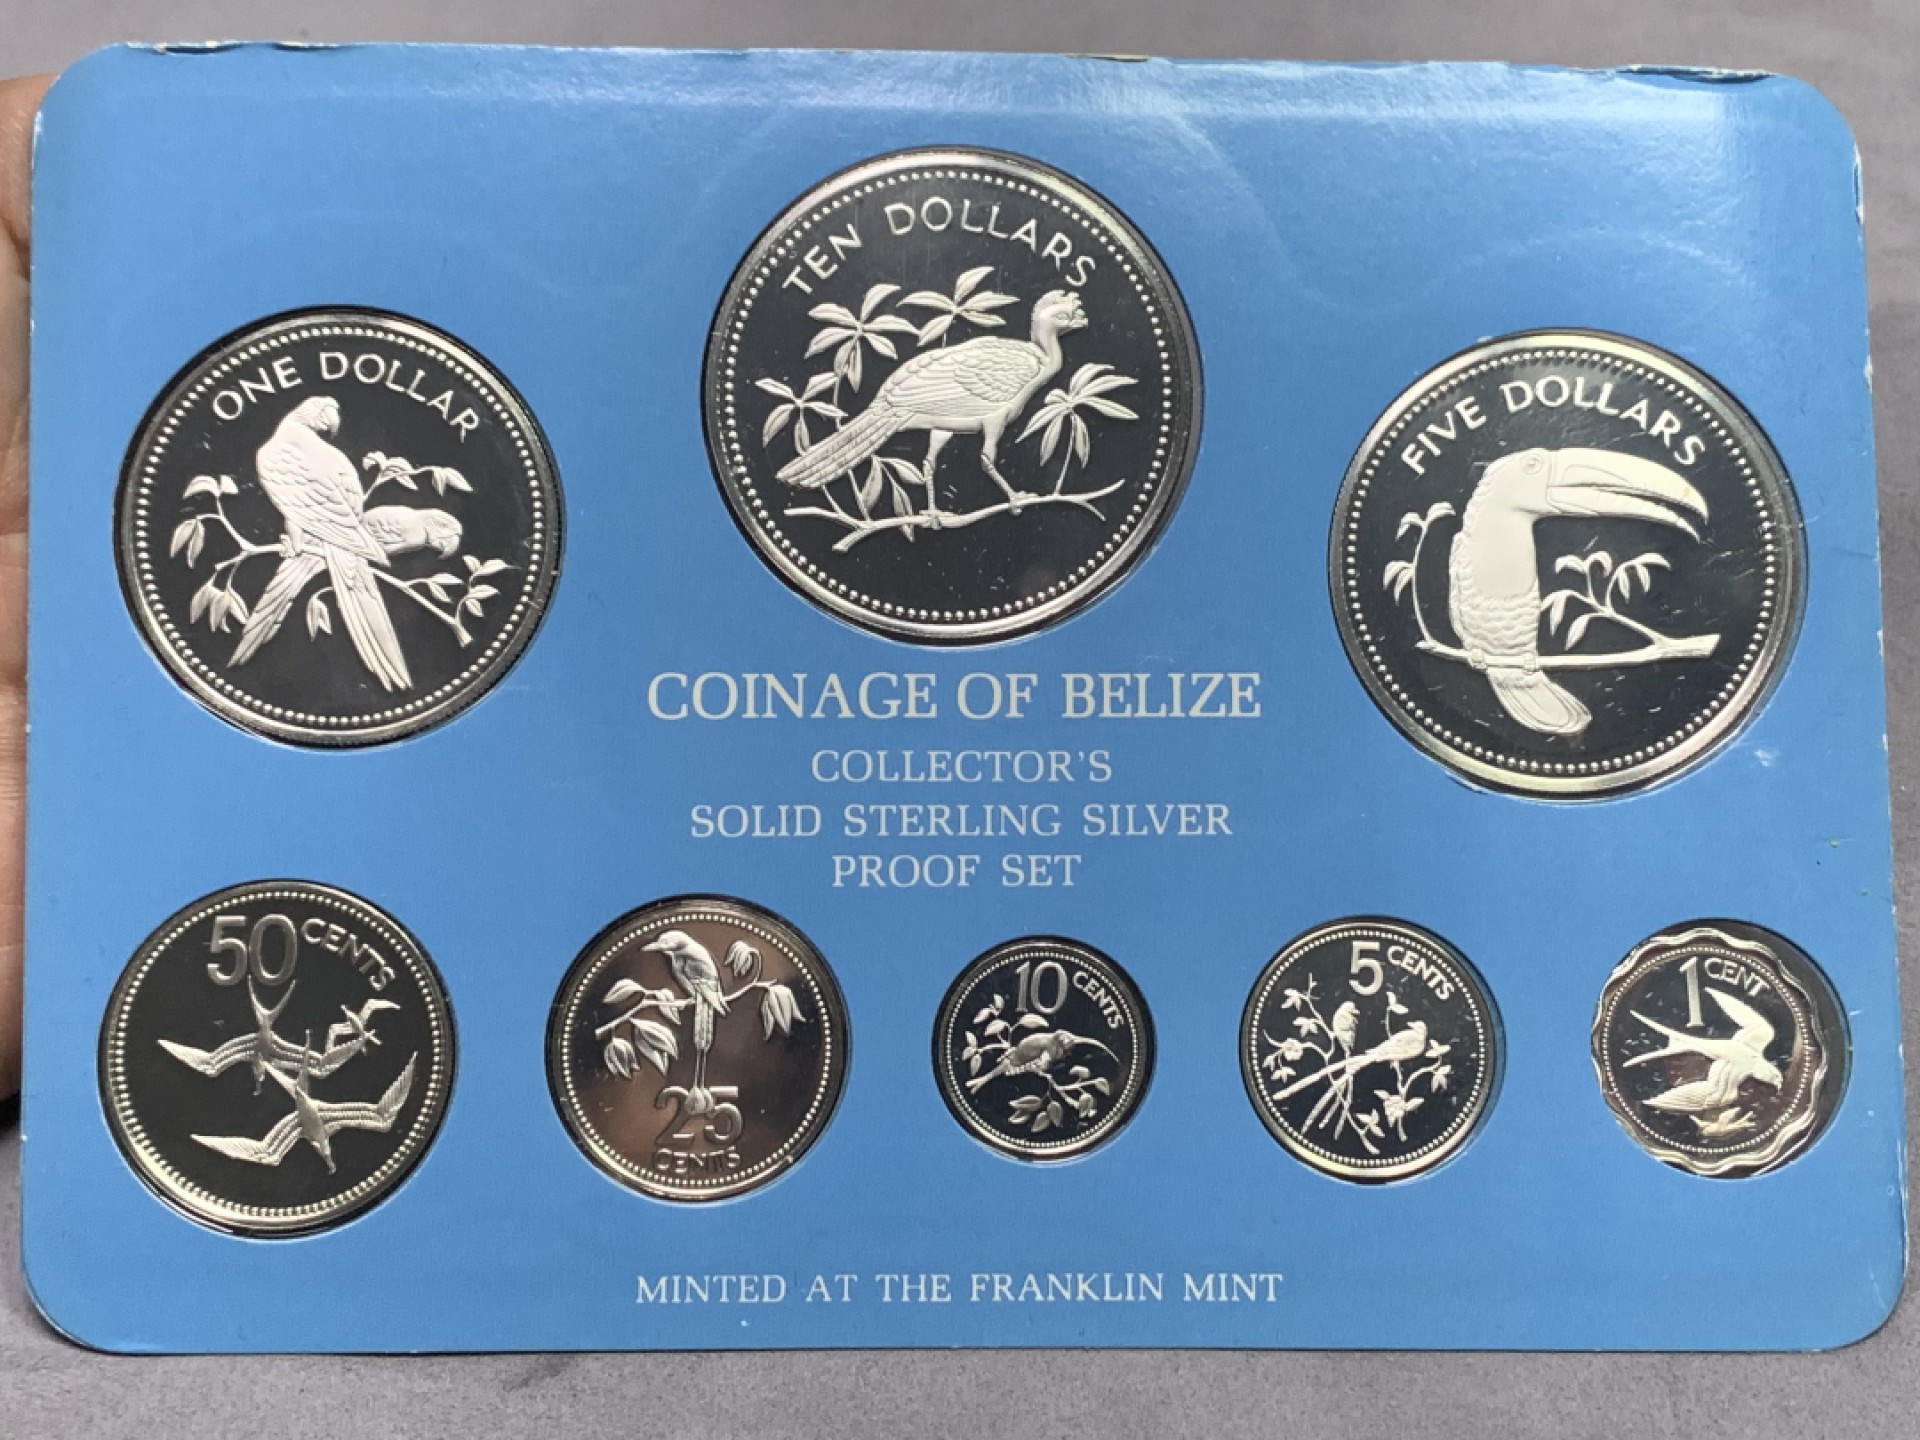 TEN DOLLARS
ONE DOLLAR
FIVE DOLLARS
COINAGE OF BELIZE
COLLECTOR'S
SOLID STERLING SILVER
PROOF SET
50 CENTS
25
CENTS
10 CENTS
5 CENTS
1 CENT
MINTED AT THE FRANKLIN MINT